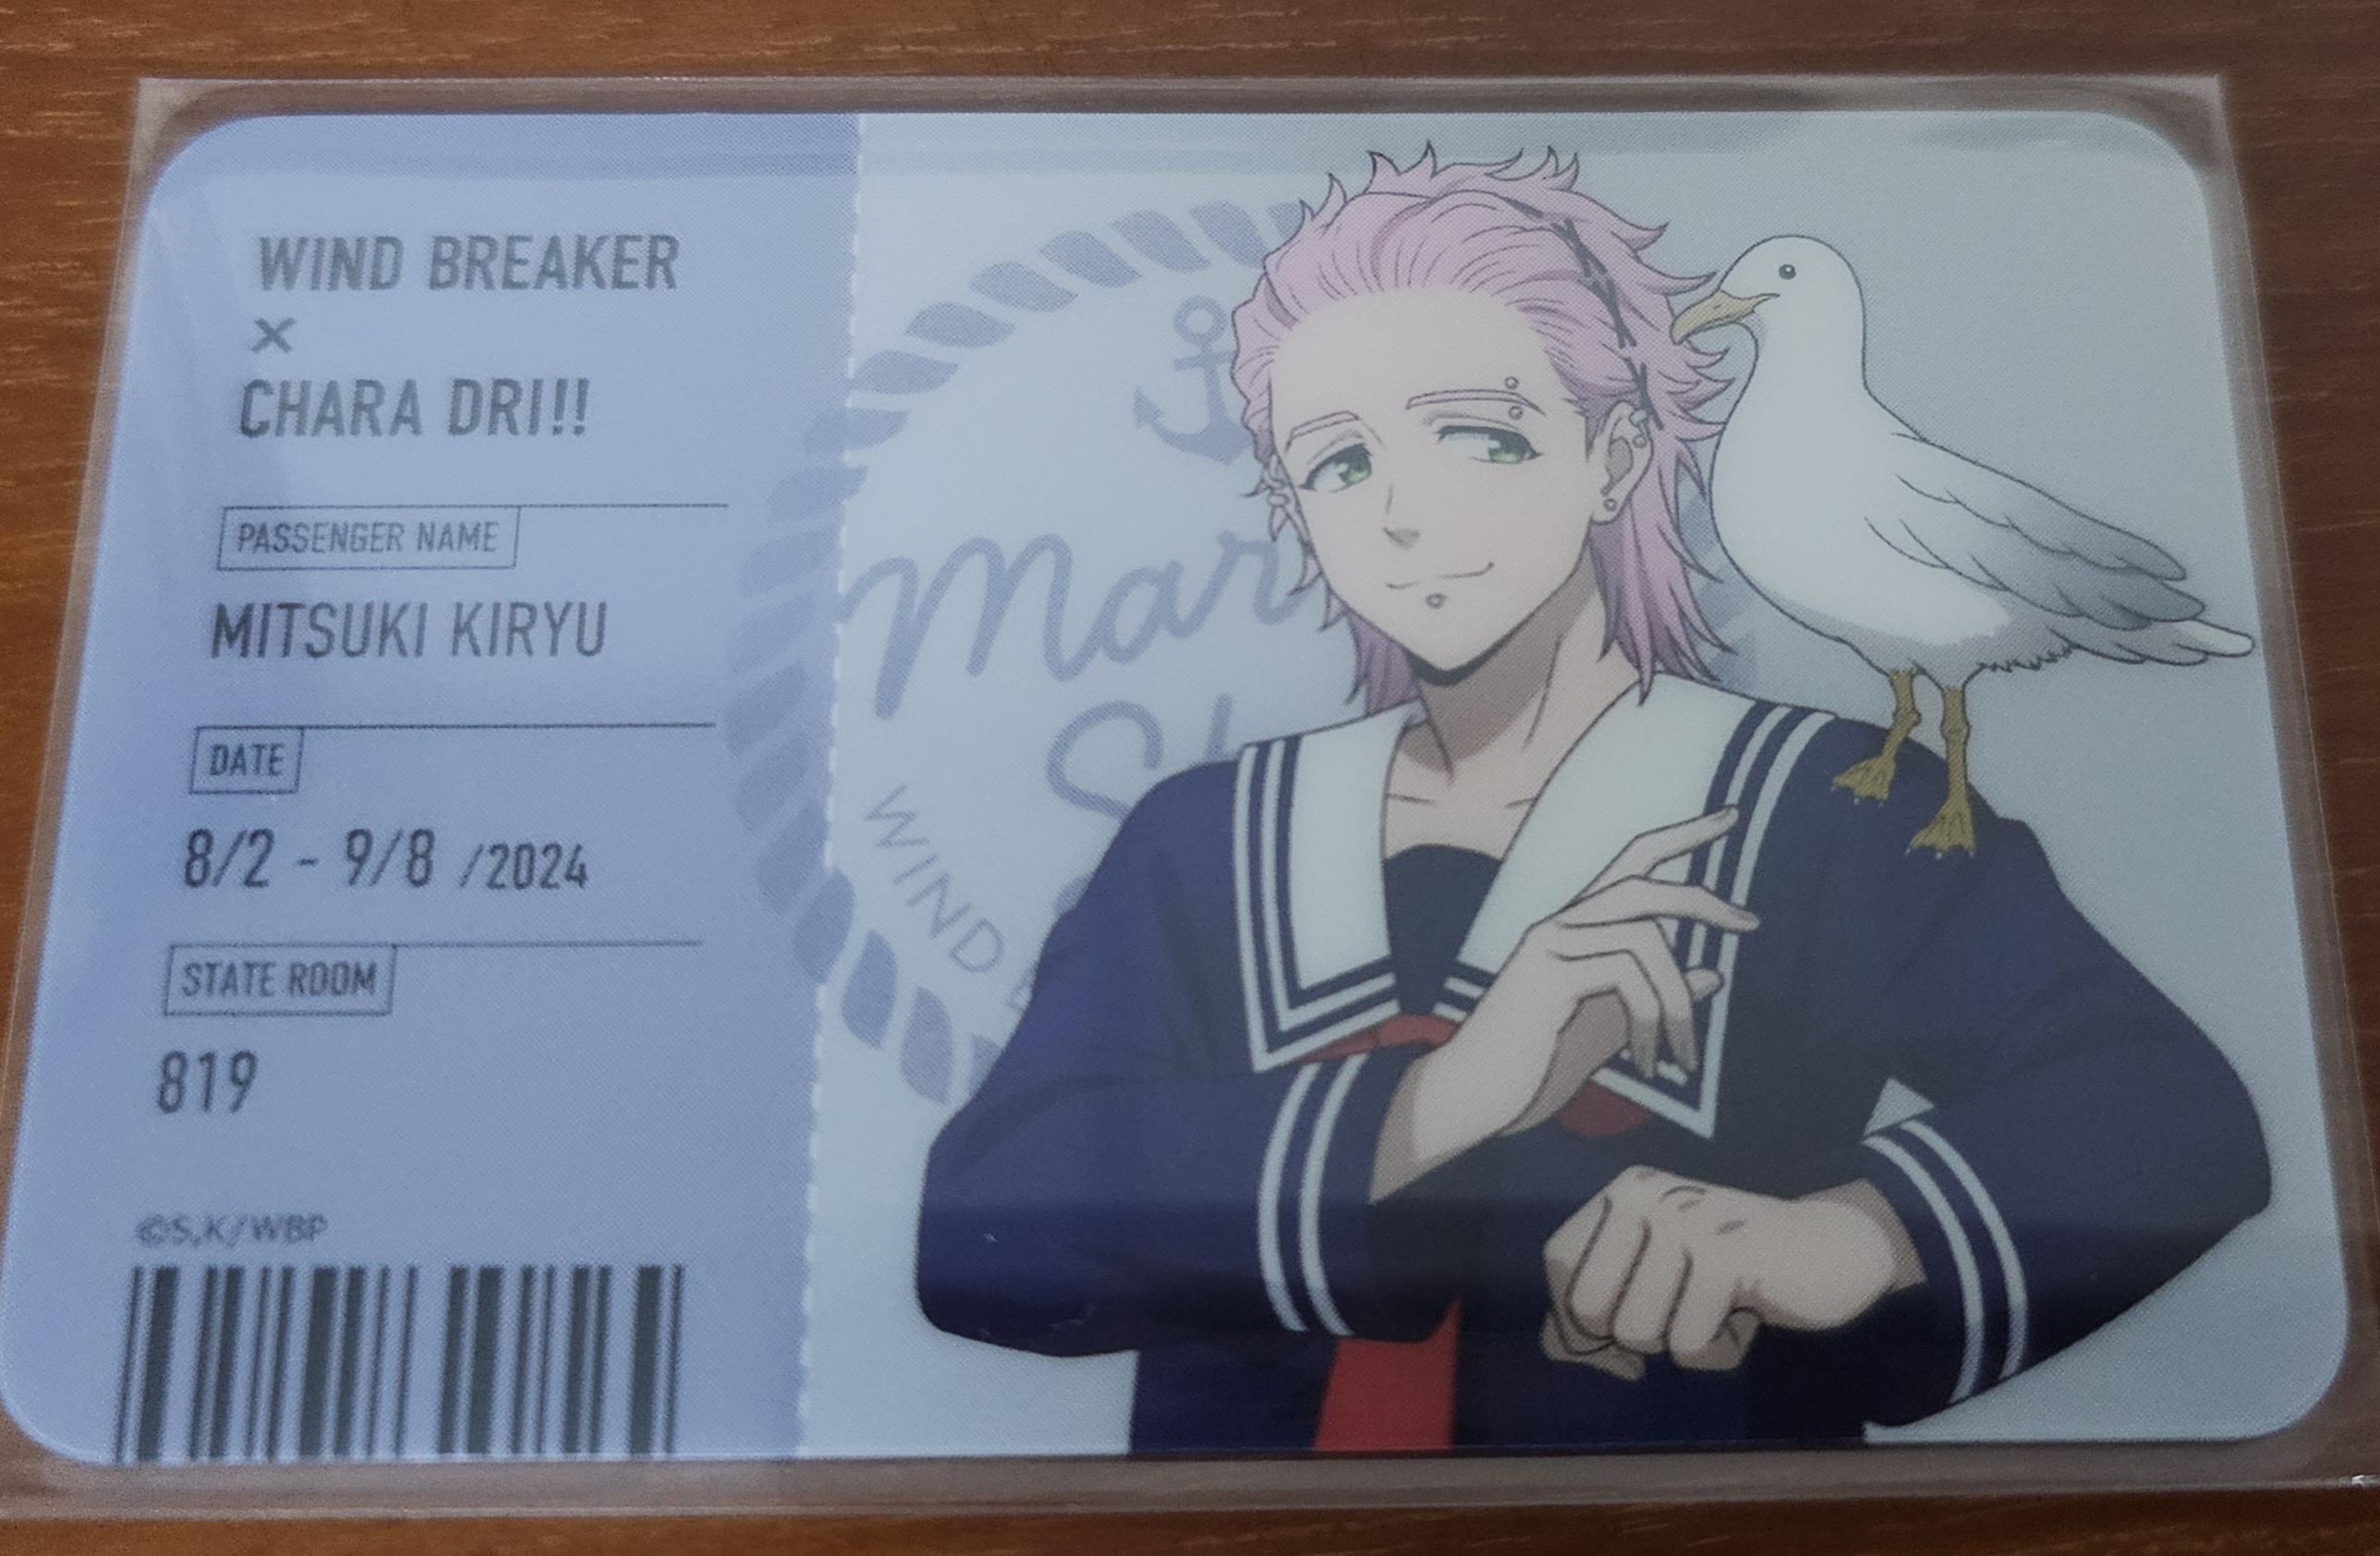 WIND BREAKER
×
CHARA DRI!!
PASSENGER NAME
MITSUKI KIRYU
DATE
8/2 - 9/8 /2024
STATE ROOM
819
©S,K/WBP
WIND